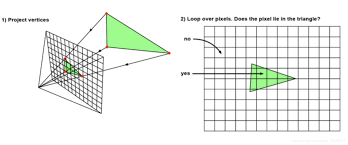 1) Project vertices
2) Loop over pixels. Does the pixel lie in the triangle?
no
yes